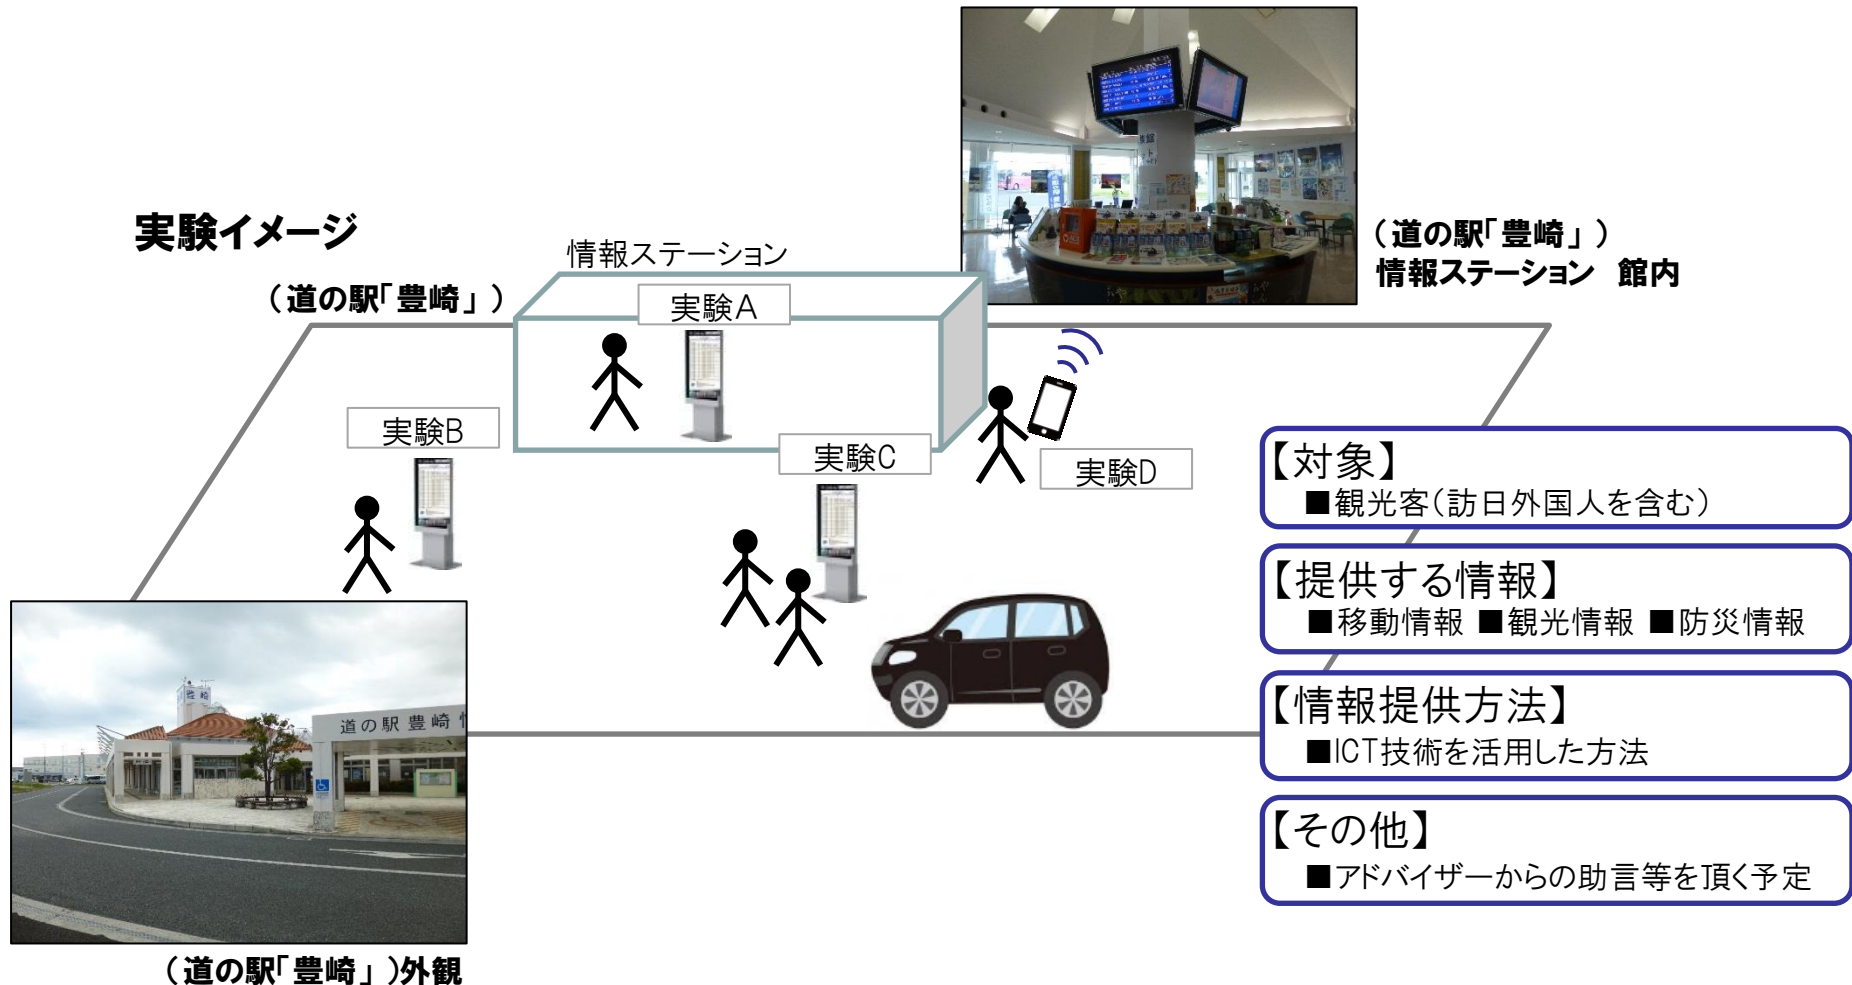 実験イメージ
情報ステーション
（道の駅「豊崎」）
（道の駅「豊崎」）
情報ステーション　館内
実験A
実験B
実験C
実験D
【対象】
■観光客（訪日外国人を含む）
【提供する情報】
■移動情報 ■観光情報 ■防災情報
【情報提供方法】
■ICT技術を活用した方法
【その他】
■アドバイザーからの助言等を頂く予定
豊崎
道の駅 豊崎
（道の駅「豊崎」）外観